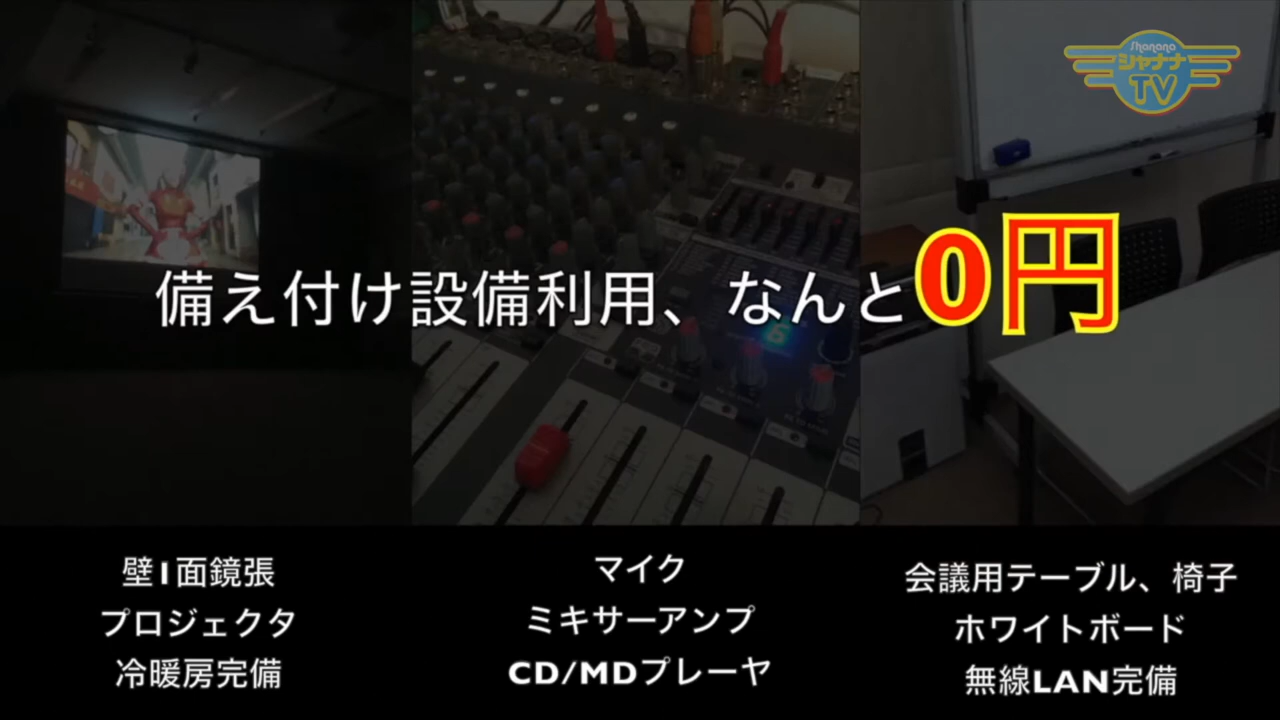 Shanana
シャナナ
TV
備え付け設備利用、なんと0円
壁1面鏡張
プロジェクタ
冷暖房完備
マイク
ミキサーアンプ
CD/MDプレーヤ
会議用テーブル、椅子
ホワイトボード
無線LAN完備